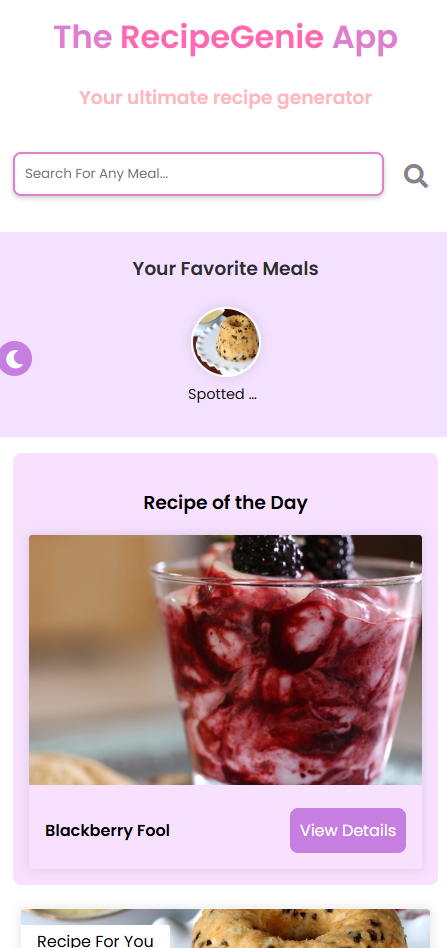 The RecipeGenie App
Your ultimate recipe generator
Search For Any Meal...
Your Favorite Meals
Spotted ...
Recipe of the Day
Blackberry Fool
View Details
Recipe For You